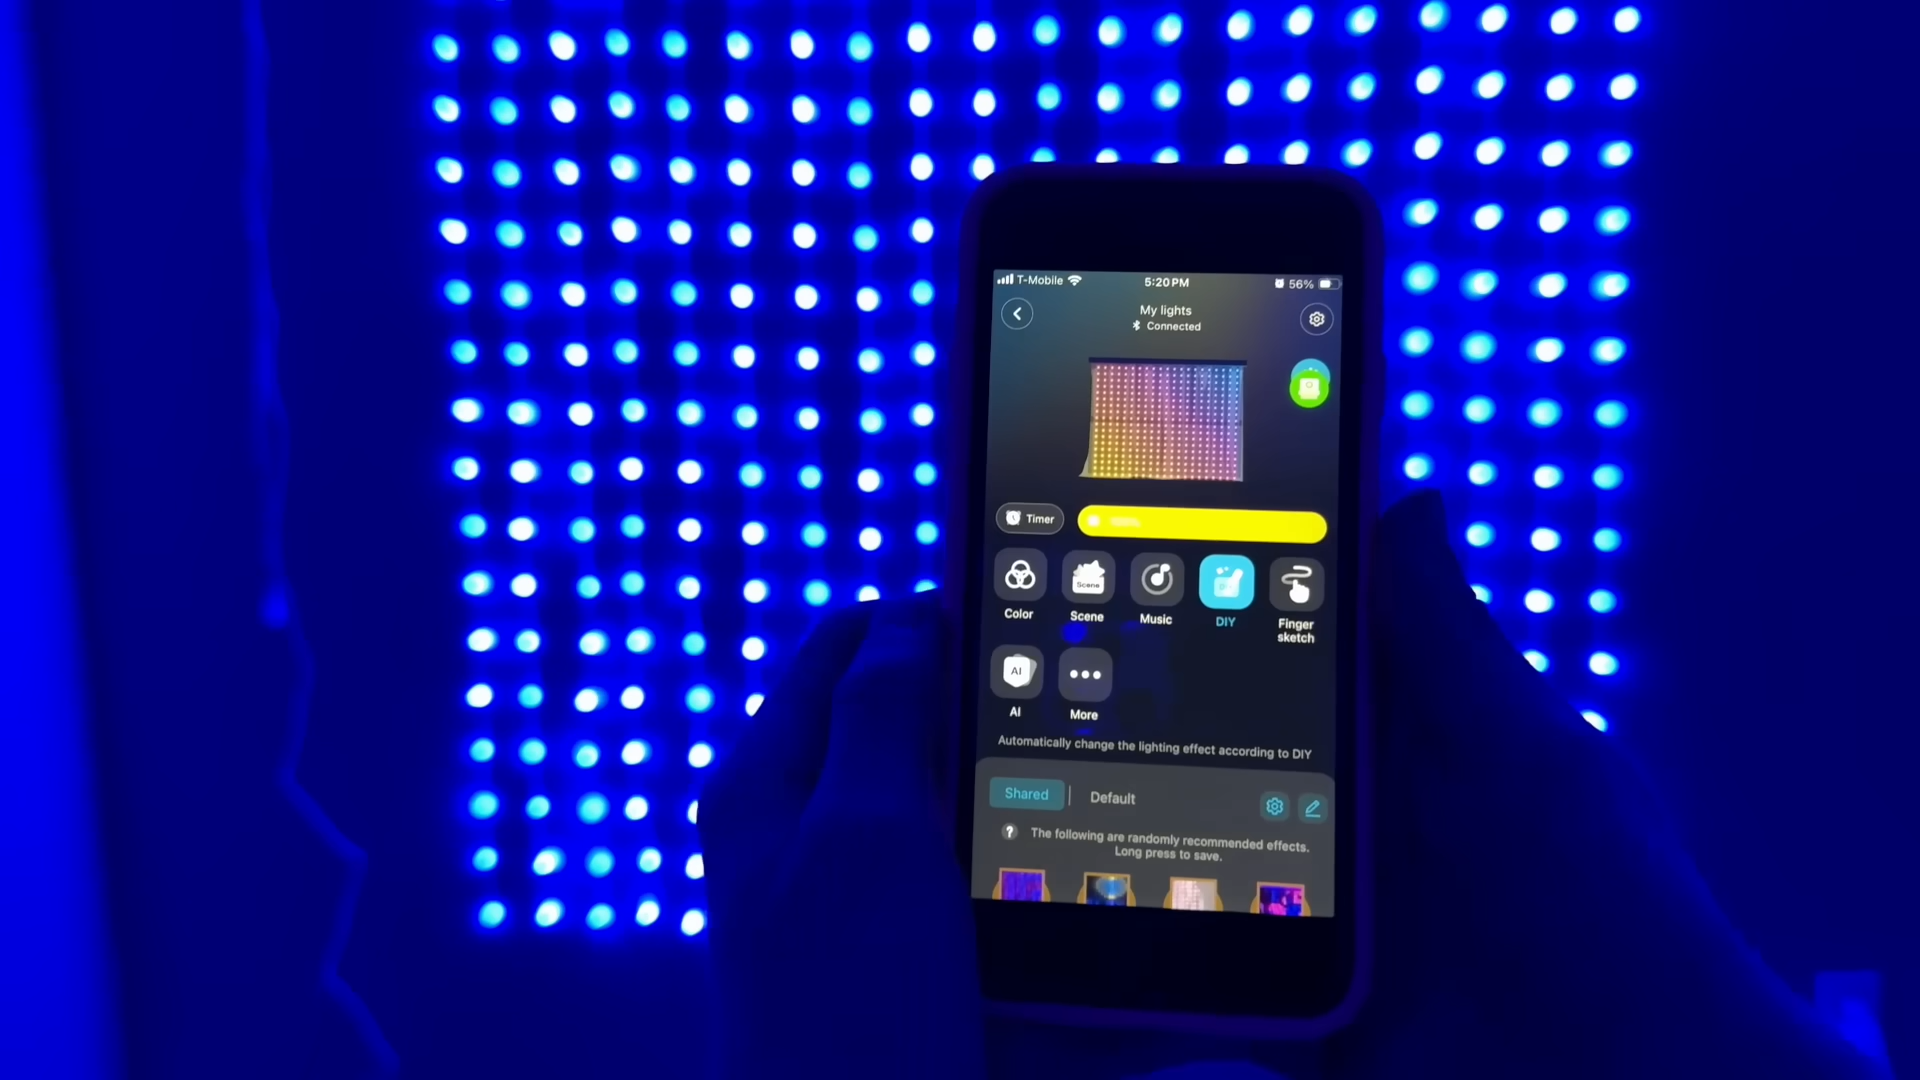 T-Mobile
5:20 PM
56%
My lights
Connected
Timer
Color
Scene
Scene
Music
DIY
Finger
sketch
AI
AI
More
Automatically change the lighting effect according to DIY
Shared
Default
? The following are randomly recommended effects.
Long press to save.